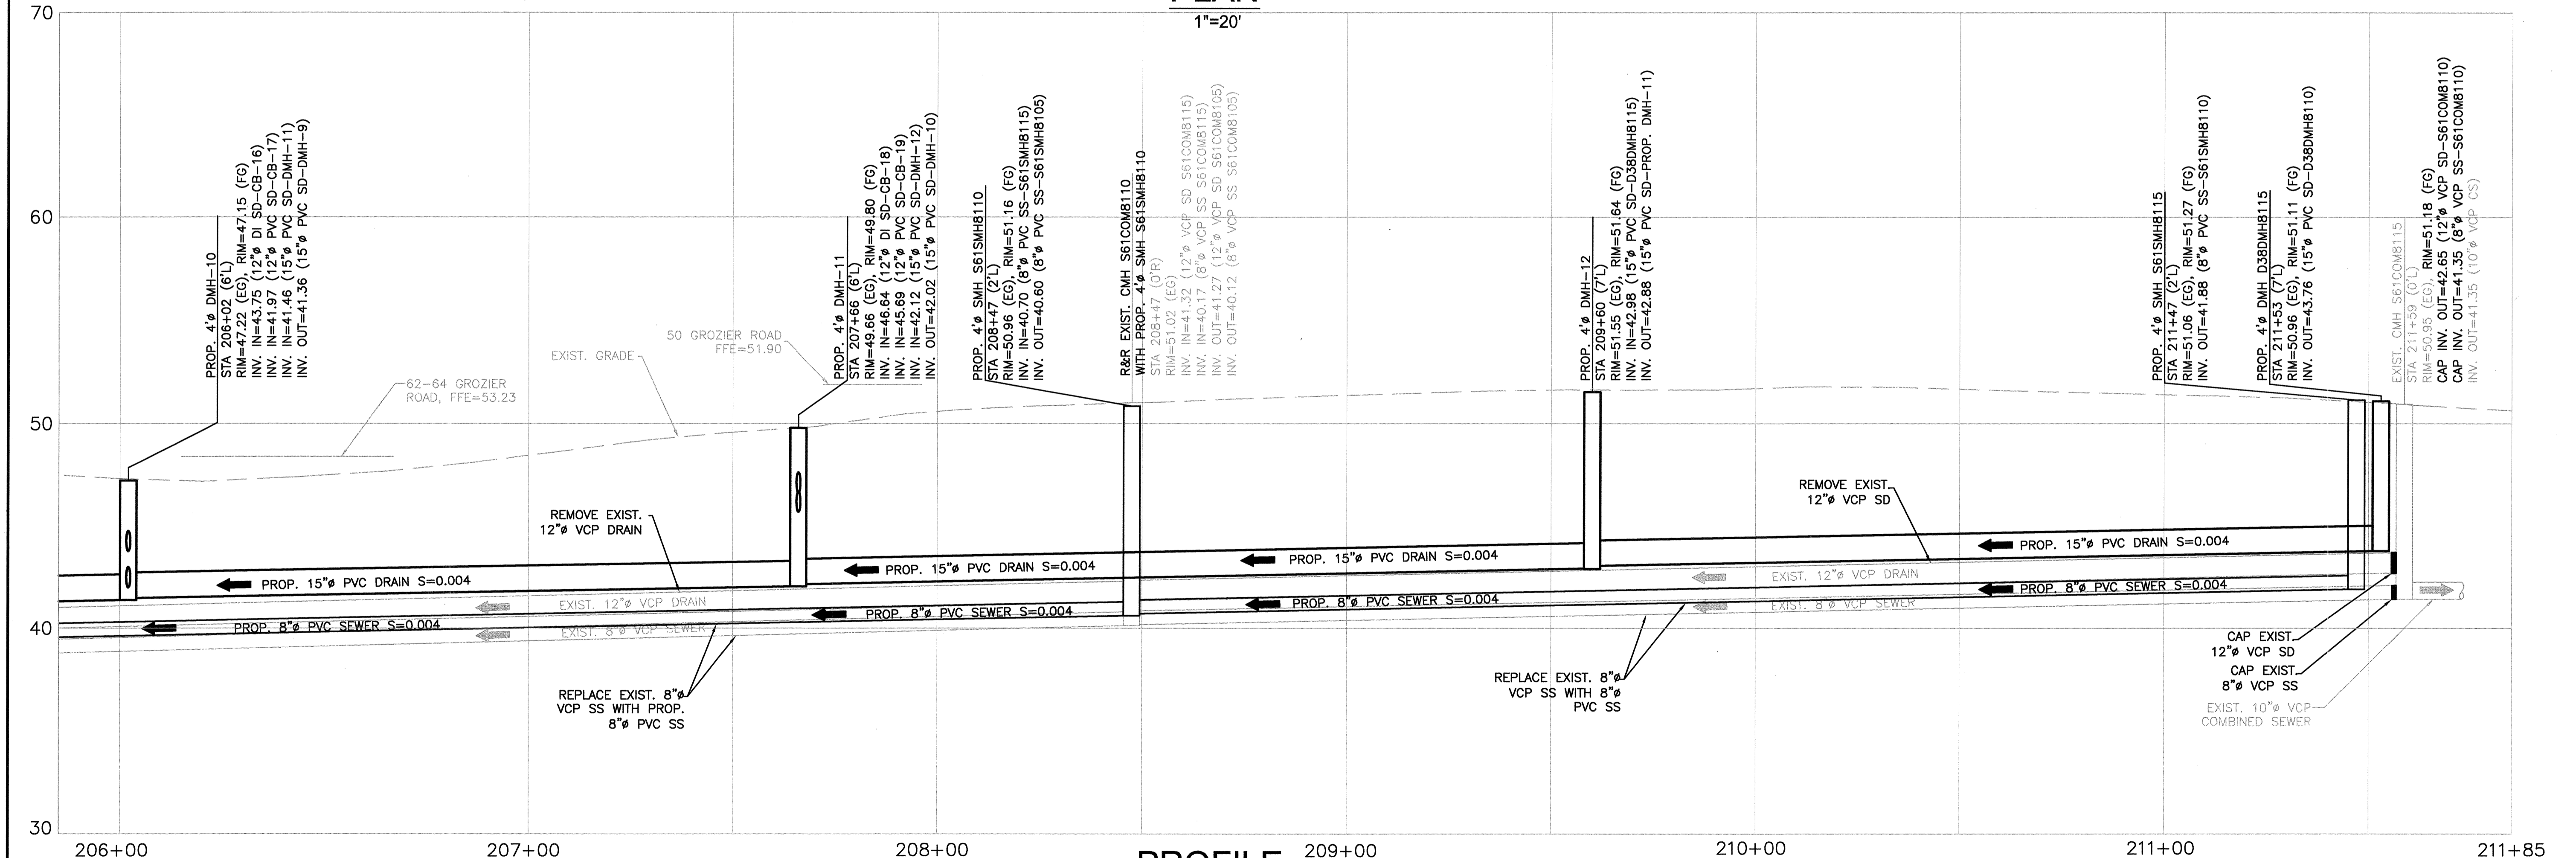 1"=20'
70
60
50
40
30
PROP. 4'ø DMH-10
STA 206+02 (6'L)
RIM=47.22 (EG), RIM=47.15 (FG)
INV. IN=43.75 (12"ø DI SD-CB-16)
INV. IN=41.97 (12"ø PVC SD-CB-17)
INV. IN=41.46 (15"ø PVC SD-DMH-11)
INV. OUT=41.36 (15"ø PVC SD-DMH-9)
62-64 GROZIER
ROAD, FFE=53.23
EXIST. GRADE
50 GROZIER ROAD
FFE=51.90
PROP. 4'ø DMH-11
STA 207+66 (6'L)
RIM=49.66 (EG), RIM=49.80 (FG)
INV. IN=46.64 (12"ø DI SD-CB-18)
INV. IN=45.69 (12"ø PVC SD-CB-19)
INV. IN=42.12 (15"ø PVC SD-DMH-12)
INV. OUT=42.02 (15"ø PVC SD-DMH-10)
PROP. 4'ø SMH S61SMH8110
STA 208+47 (2'L)
RIM=50.96 (EG), RIM=51.16 (FG)
INV. IN=40.70 (8"ø PVC SS-S61SMH8115)
INV. OUT=40.60 (8"ø PVC SS-S61SMH8105)
R&R EXIST. CMH S61COM8110
WITH PROP. 4'ø SMH S61SMH8110
STA 208+47 (0'R)
RIM=51.02 (EG)
INV. IN=41.32 (12"ø VCP SD S61COM8115)
INV. IN=40.17 (8"ø VCP SS S61COM8115)
INV. OUT=41.27 (12"ø VCP SD S61COM8105)
INV. OUT=40.12 (8"ø VCP SS S61COM8105)
PROP. 4'ø DMH-12
STA 209+60 (7'L)
RIM=51.55 (EG), RIM=51.64 (FG)
INV. IN=42.98 (15"ø PVC SD-D38DMH8115)
INV. OUT=42.88 (15"ø PVC SD-PROP. DMH-11)
PROP. 4'ø SMH S61SMH8115
STA 211+47 (2'L)
RIM=51.06 (EG), RIM=51.27 (FG)
INV. OUT=41.88 (8"ø PVC SS-S61SMH8110)
PROP. 4'ø DMH D38DMH8115
STA 211+53 (7'L)
RIM=50.96 (EG), RIM=51.11 (FG)
INV. OUT=43.76 (15"ø PVC SD-D38DMH8110)
EXIST. CMH S61COM8115
STA 211+59 (0'L)
RIM=50.95 (EG), RIM=51.18 (FG)
CAP INV. OUT=42.65 (12"ø VCP SD-S61COM8110)
CAP INV. OUT=41.35 (8"ø VCP SS-S61COM8110)
INV. OUT=41.35 (10"ø VCP CS)
REMOVE EXIST.
12"ø VCP DRAIN
REMOVE EXIST.
12"ø VCP SD
PROP. 15"ø PVC DRAIN S=0.004
PROP. 15"ø PVC DRAIN S=0.004
PROP. 15"ø PVC DRAIN S=0.004
PROP. 15"ø PVC DRAIN S=0.004
EXIST. 12"ø VCP DRAIN
EXIST. 12"ø VCP DRAIN
PROP. 8"ø PVC SEWER S=0.004
PROP. 8"ø PVC SEWER S=0.004
PROP. 8"ø PVC SEWER S=0.004
PROP. 8"ø PVC SEWER S=0.004
EXIST. 8"ø VCP SEWER
EXIST. 8"ø VCP SEWER
REPLACE EXIST. 8"ø
VCP SS WITH PROP.
8"ø PVC SS
REPLACE EXIST. 8"ø
VCP SS WITH 8"ø
PVC SS
CAP EXIST.
12"ø VCP SD
CAP EXIST.
8"ø VCP SS
EXIST. 10"ø VCP
COMBINED SEWER
206+00
207+00
208+00
209+00
210+00
211+00
211+85
PROFILE